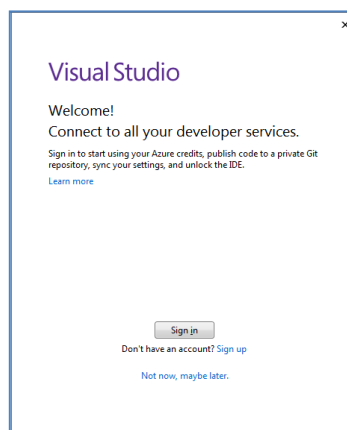 Visual Studio
Welcome!
Connect to all your developer services.
Sign in to start using your Azure credits, publish code to a private Git
repository, sync your settings, and unlock the IDE.
Learn more
Sign in
Don't have an account? Sign up
Not now, maybe later.